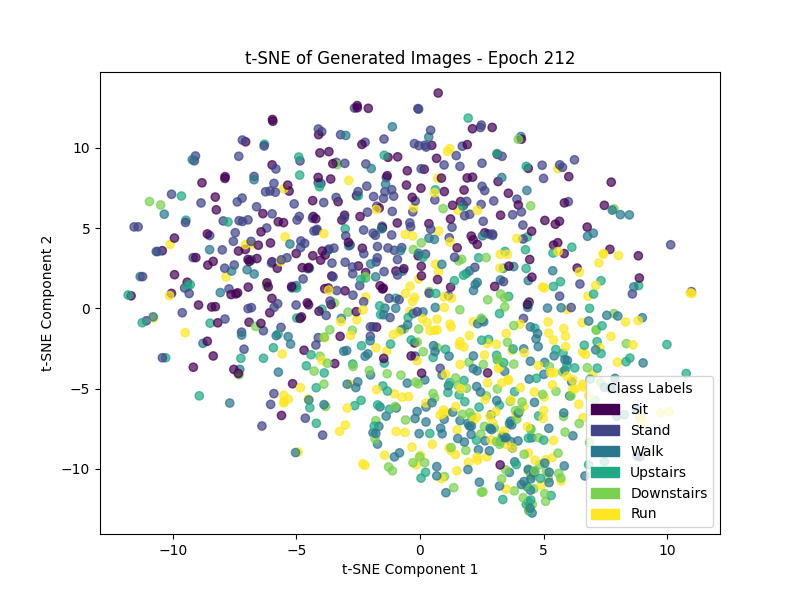 t-SNE of Generated Images - Epoch 212
t-SNE Component 2
10
5
0
−5
−10
Class Labels
Sit
Stand
Walk
Upstairs
Downstairs
Run
−10
−5
0
5
10
t-SNE Component 1